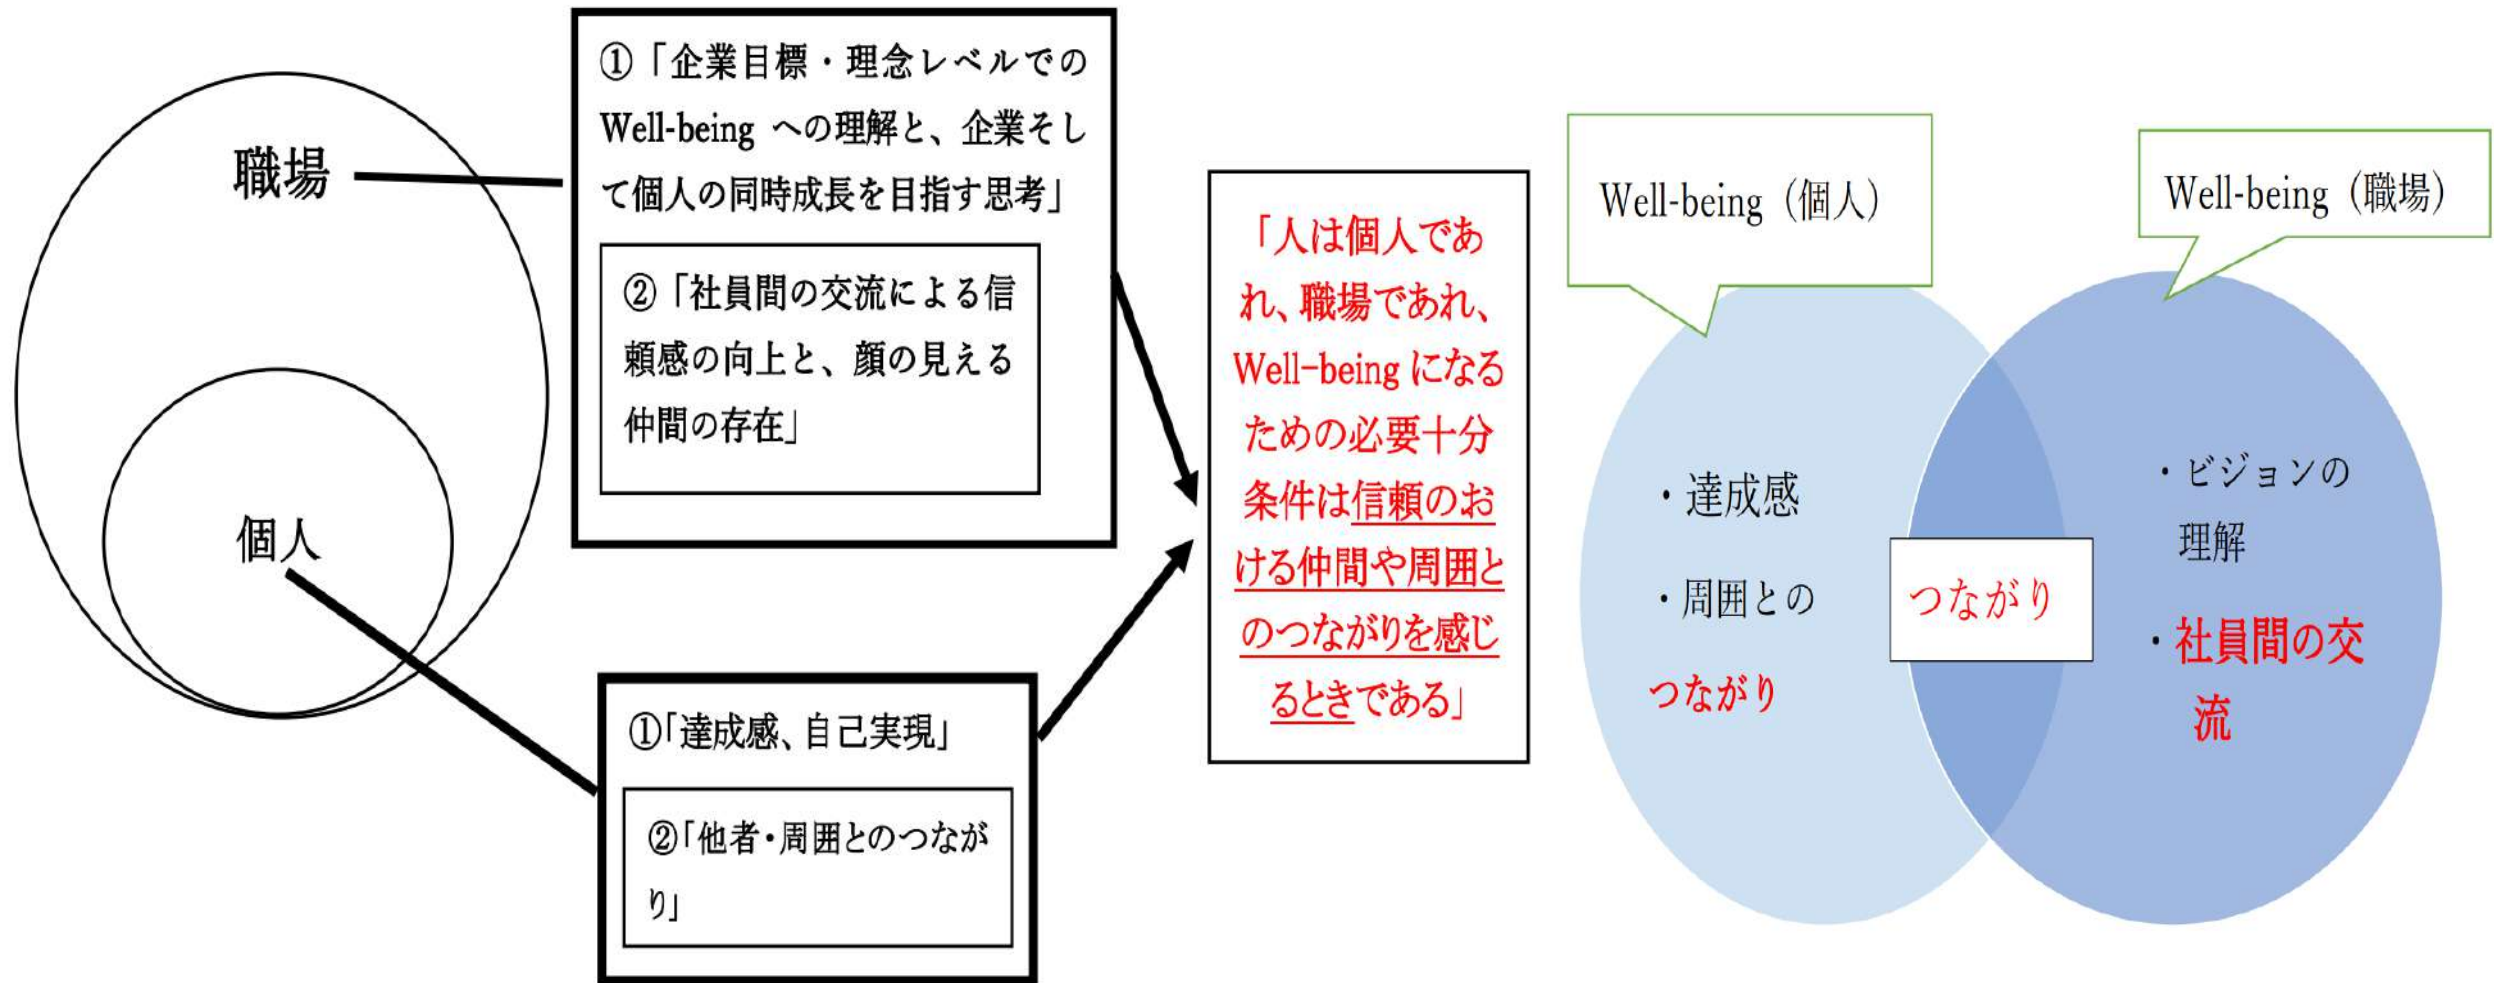 職場
個人
①「企業目標・理念レベルでの
Well-being への理解と、企業そし
て個人の同時成長を目指す思考」
②「社員間の交流による信
頼感の向上と、顔の見える
仲間の存在」
①「達成感、自己実現」
②「他者・周囲とのつなが
り」
「人は個人であ
れ、職場であれ、
Well-being になる
ための必要十分
条件は信頼のお
ける仲間や周囲と
のつながりを感じ
るときである」
Well-being（個人）
Well-being（職場）
・達成感
・周囲との
つながり
つながり
・ビジョンの
理解
・社員間の交
流